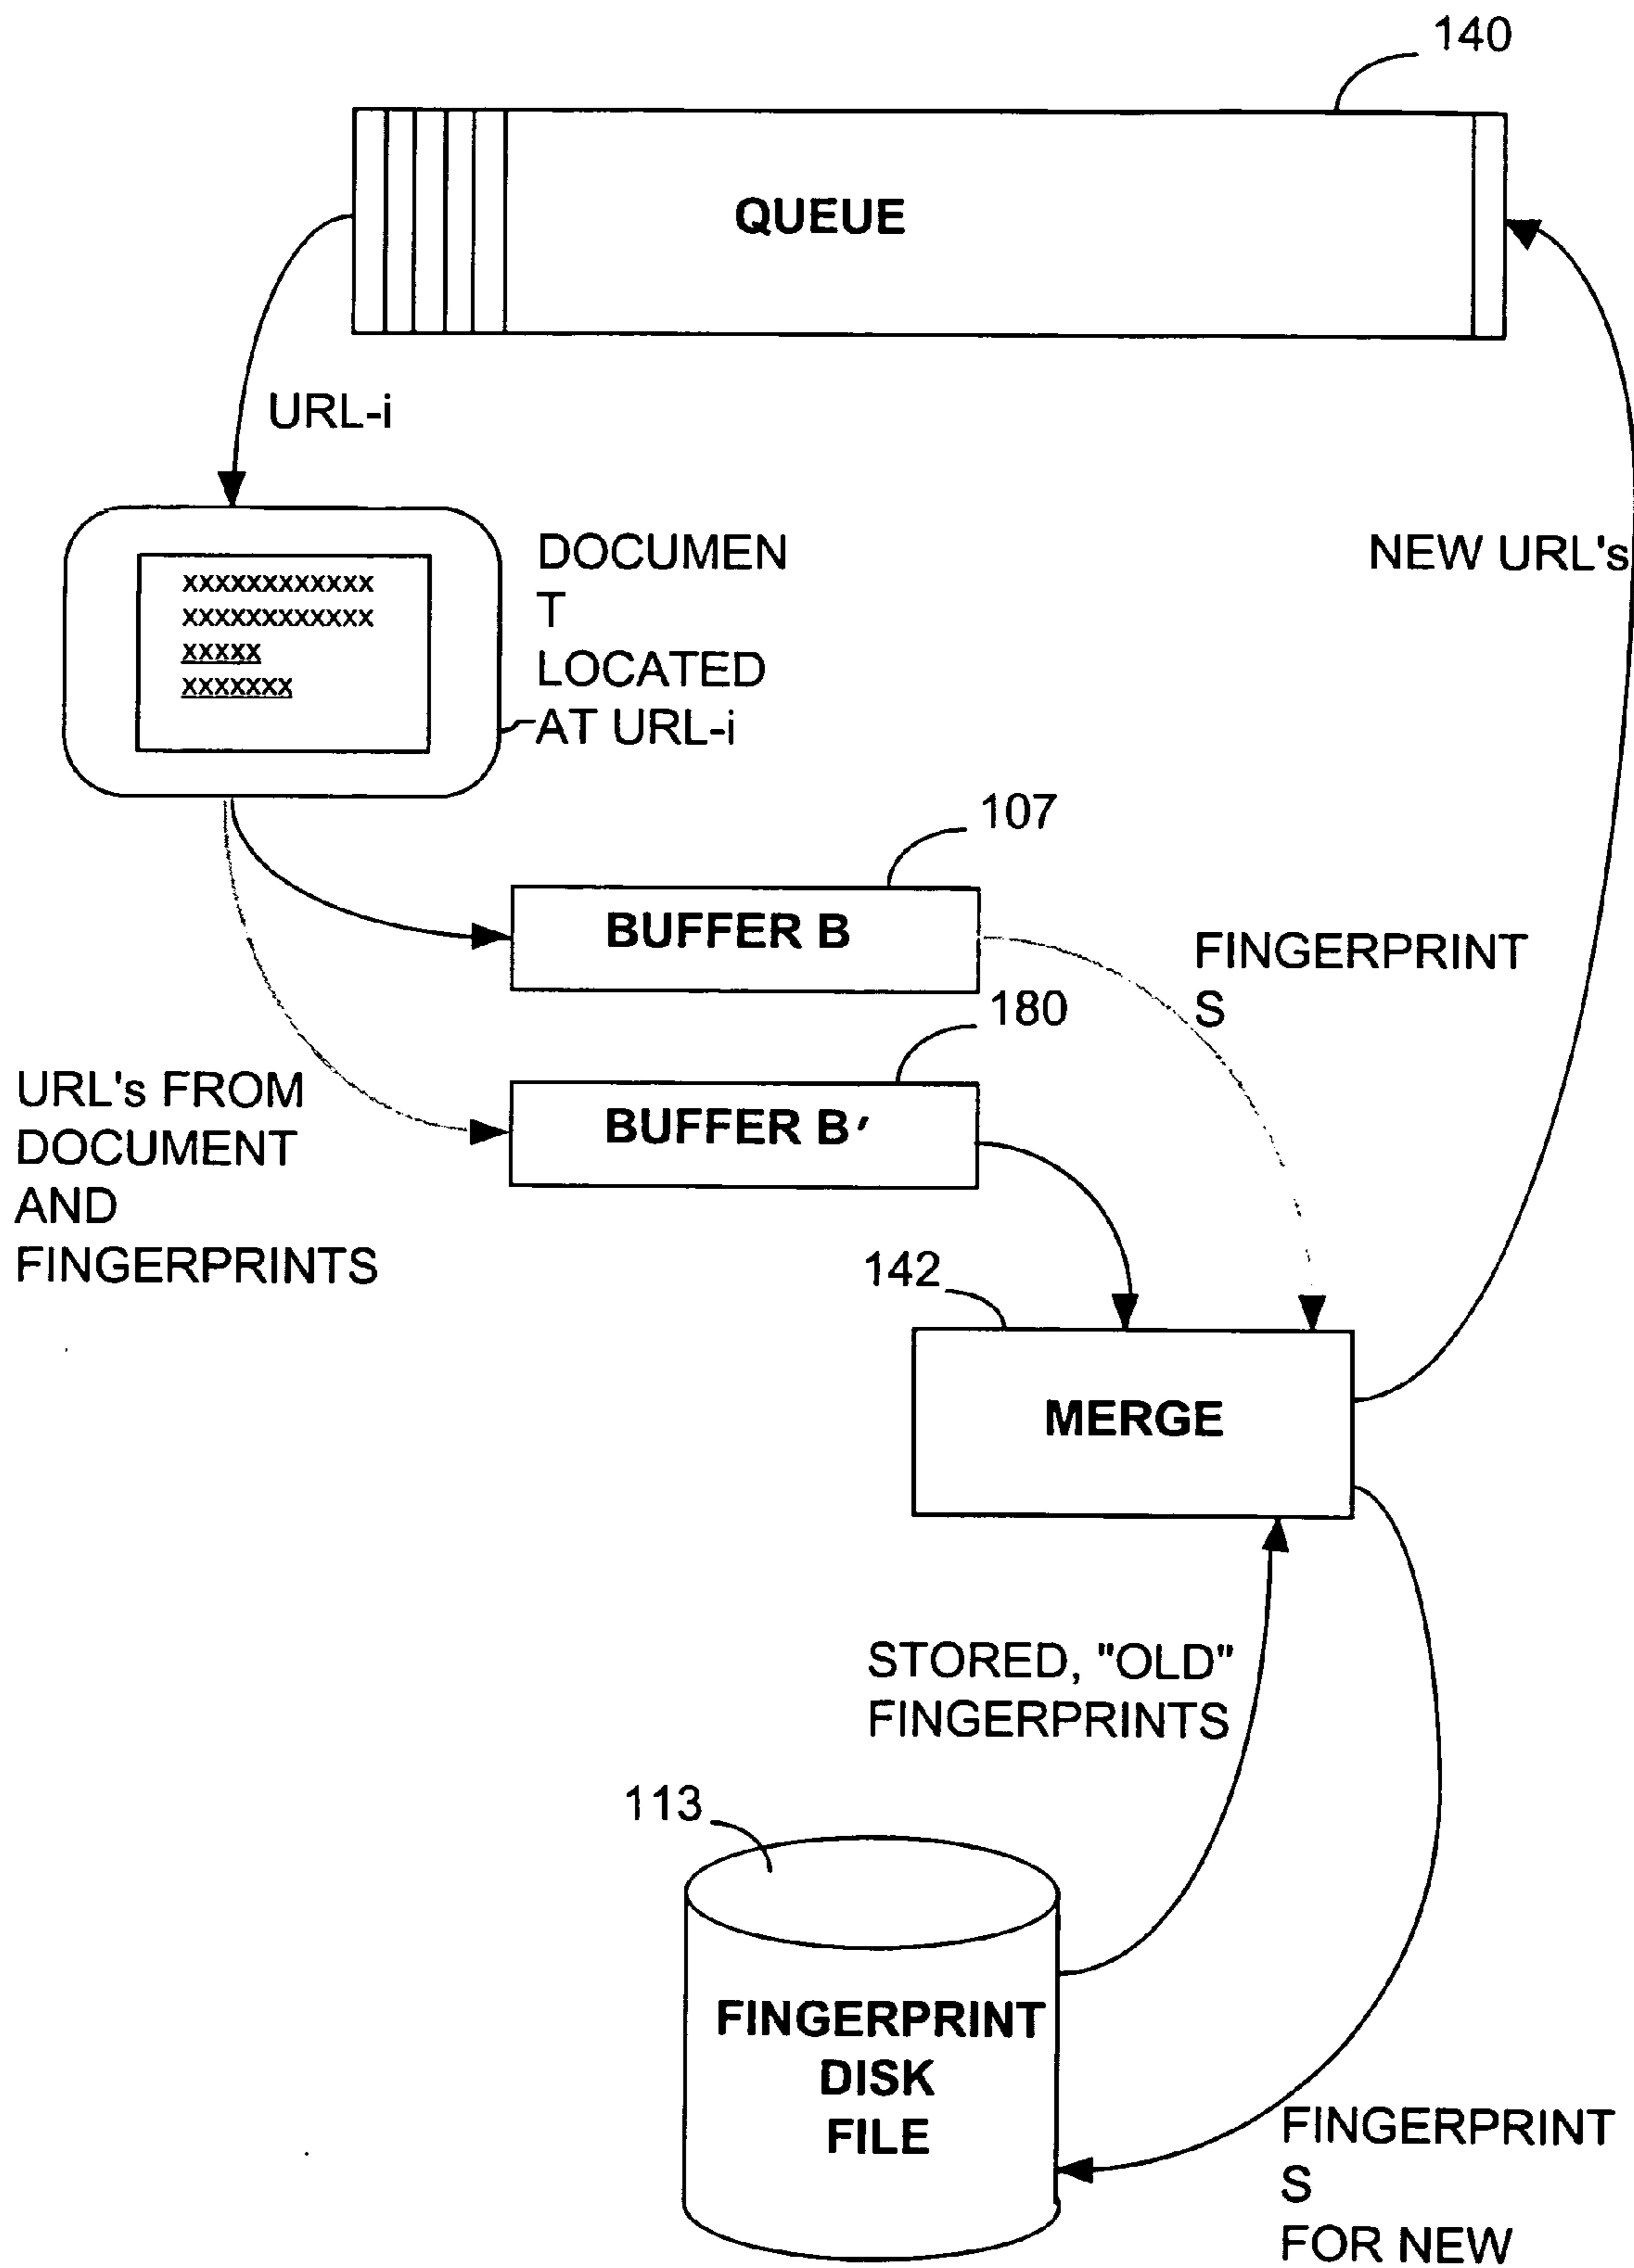 140
QUEUE
URL-i
DOCUMEN
T
LOCATED
AT URL-i
NEW URL's
xxxxxxxxxxxx
xxxxxxxxxxxx
xxxxx
xxxxxxx
107
BUFFER B
FINGERPRINT
S
180
BUFFER B'
URL's FROM
DOCUMENT
AND
FINGERPRINTS
142
MERGE
STORED, "OLD"
FINGERPRINTS
113
FINGERPRINT
DISK
FILE
FINGERPRINT
S
FOR NEW